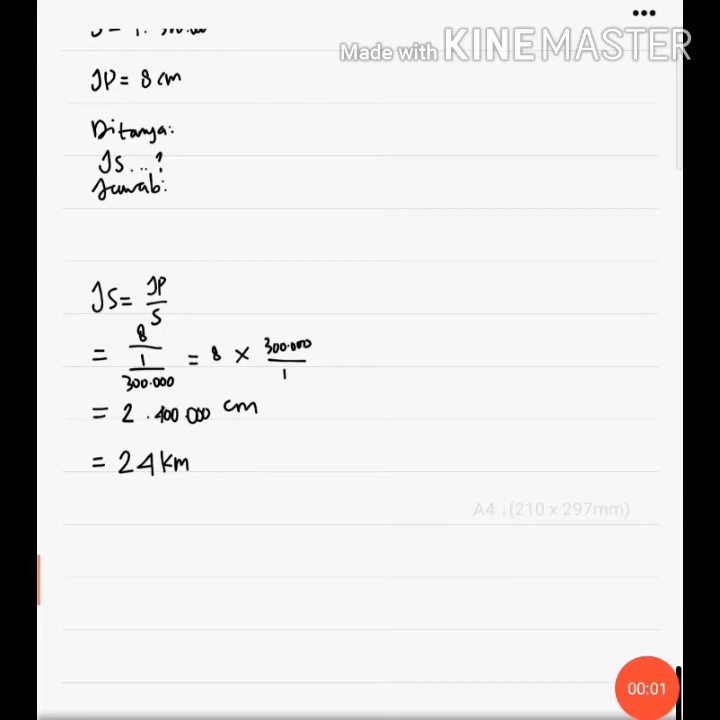 Made with KINEMASTER
JP = 8 cm
Ditanya:
JS...?
Jawab:
JS = JP
S
= 8
1
300.000
= 8 × 300.000
1
= 2.400 000 cm
= 24 km
A4 ↓(210 x 297mm)
00:01